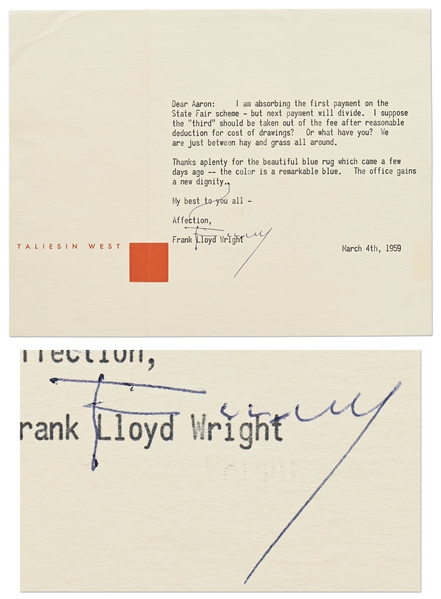 Dear Aaron: I am absorbing the first payment on the
State Fair scheme - but next payment will divide. I suppose
the "third" should be taken out of the fee after reasonable
deduction for cost of drawings? Or what have you? We
are just between hay and grass all around.
Thanks aplenty for the beautiful blue rug which came a few
days ago -- the color is a remarkable blue. The office gains
a new dignity.
My best to you all -
Affection,
Frank Lloyd Wright
March 4th, 1959
TALIESIN WEST
ffection,
rank Lloyd Wright